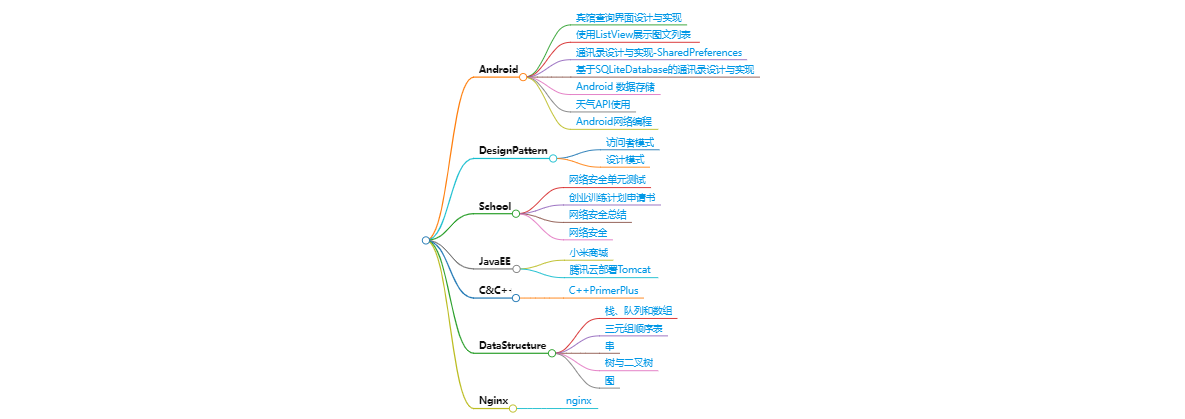 Android
宾馆查询界面设计与实现
使用ListView展示图文列表
通讯录设计与实现-SharedPreferences
基于SQLiteDatabase的通讯录设计与实现
Android 数据存储
天气API使用
Android网络编程
DesignPattern
访问者模式
设计模式
School
网络安全单元测试
创业训练计划申请书
网络安全总结
网络安全
JavaEE
小米商城
腾讯云部署Tomcat
C&C+-
C++PrimerPlus
DataStructure
栈、队列和数组
三元组顺序表
串
树与二叉树
图
Nginx
nginx